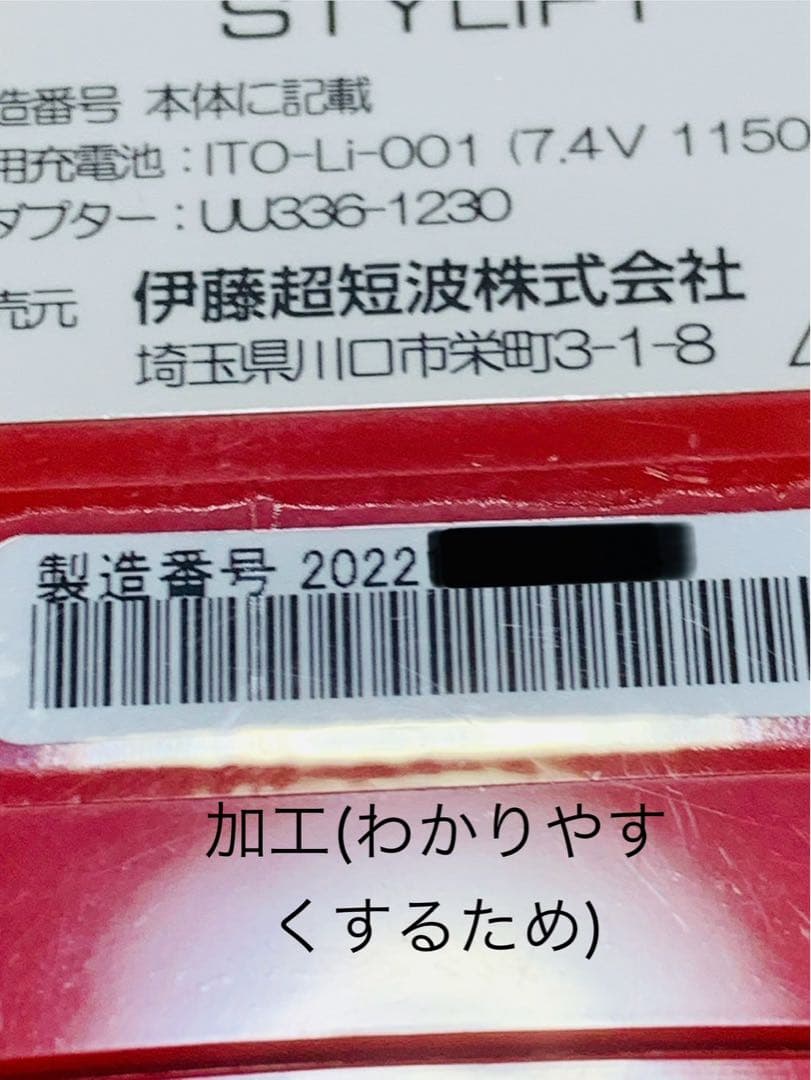 STYLIFT
造番号 本体に記載
用充電池：ITO-Li-001 (7.4V 1150
ダプター：UU336-1230
売元 伊藤超短波株式会社
埼玉県川口市栄町3-1-8
製造番号 2022
加工(わかりやす
くするため)